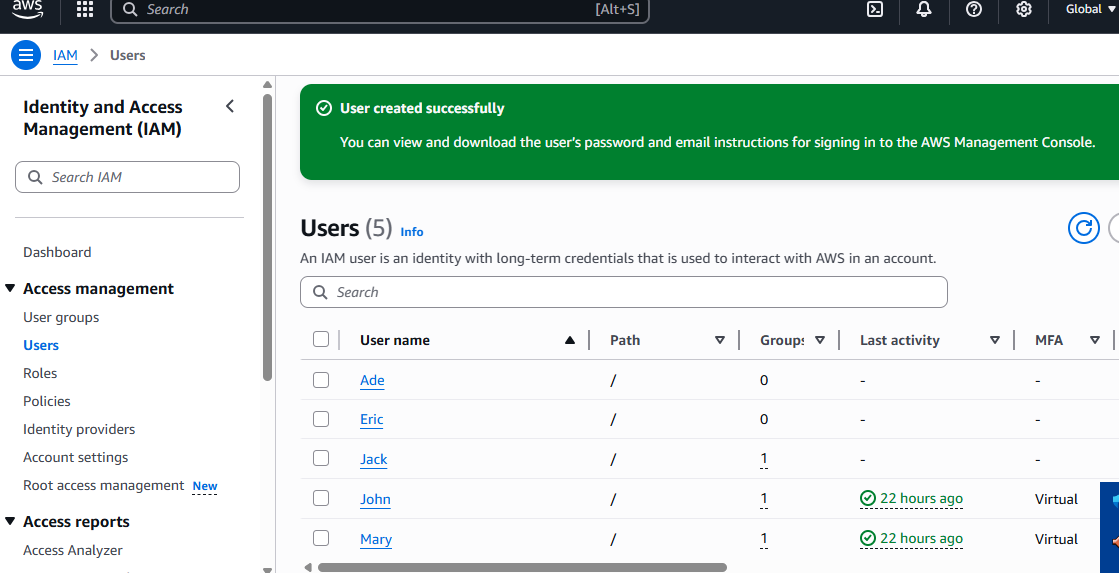 aws
Search [Alt+S] Global
IAM Users
Identity and Access
Management (IAM)
Search IAM
Dashboard
Access management
User groups
Users
Roles
Policies
Identity providers
Account settings
Root access management New
Access reports
Access Analyzer
User created successfully
You can view and download the user's password and email instructions for signing in to the AWS Management Console.
Users (5) Info
An IAM user is an identity with long-term credentials that is used to interact with AWS in an account.
Search
User name Path Groups Last activity MFA
Ade / 0 - -
Eric / 0 - -
Jack / 1 - -
John / 1 22 hours ago Virtual
Mary / 1 22 hours ago Virtual